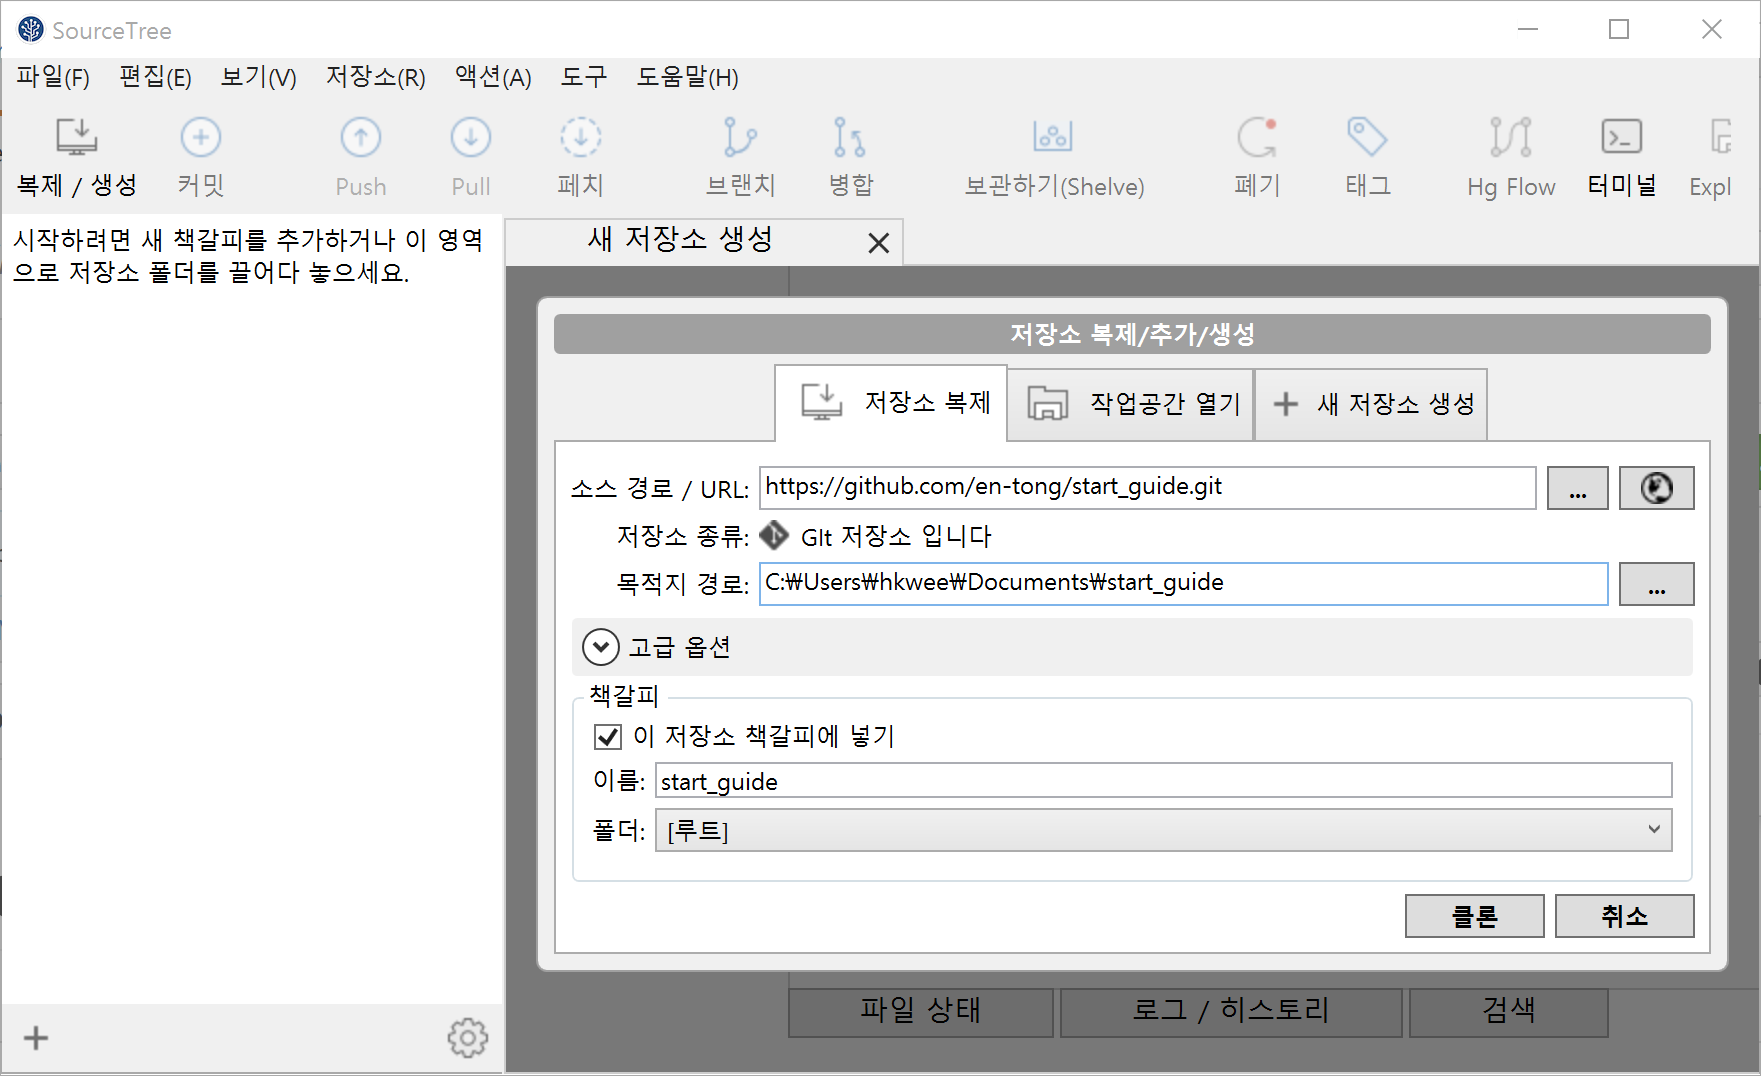 SourceTree
파일(F) 편집(E) 보기(V) 저장소(R) 액션(A) 도구 도움말(H)
복제 / 생성 커밋 Push Pull 페치 브랜치 병합 보관하기(Shelve) 폐기 태그 Hg Flow 터미널 Expl
시작하려면 새 책갈피를 추가하거나 이 영역
으로 저장소 폴더를 끌어다 놓으세요.
새 저장소 생성
저장소 복제/추가/생성
저장소 복제 작업공간 열기 새 저장소 생성
소스 경로 / URL: https://github.com/en-tong/start_guide.git ...
저장소 종류: GIt 저장소 입니다
목적지 경로: C:₩Users₩hkwee₩Documents₩start_guide ...
고급 옵션
책갈피
이 저장소 책갈피에 넣기
이름: start_guide
폴더: [루트]
클론 취소
파일 상태 로그 / 히스토리 검색